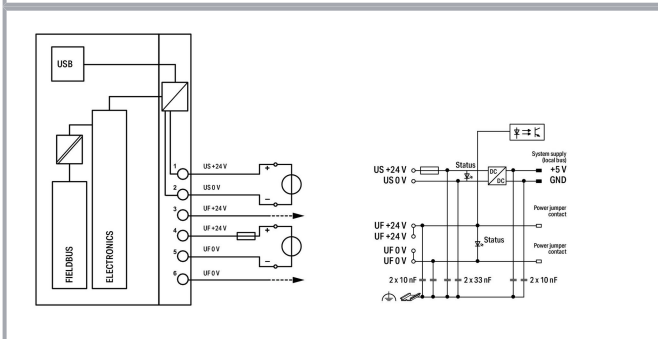 USB
FIELDBUS
ELECTRONICS
1
US +24 V
+
2
US 0 V
−
3
UF +24 V
4
UF +24 V
+
5
UF 0 V
−
6
UF 0 V
System supply
(local bus)
US +24 V
Status
DC
DC
+5 V
US 0 V
GND
Power jumper
contact
UF +24 V
UF +24 V
Status
UF 0 V
UF 0 V
Power jumper
contact
2 x 10 nF
2 x 33 nF
2 x 10 nF